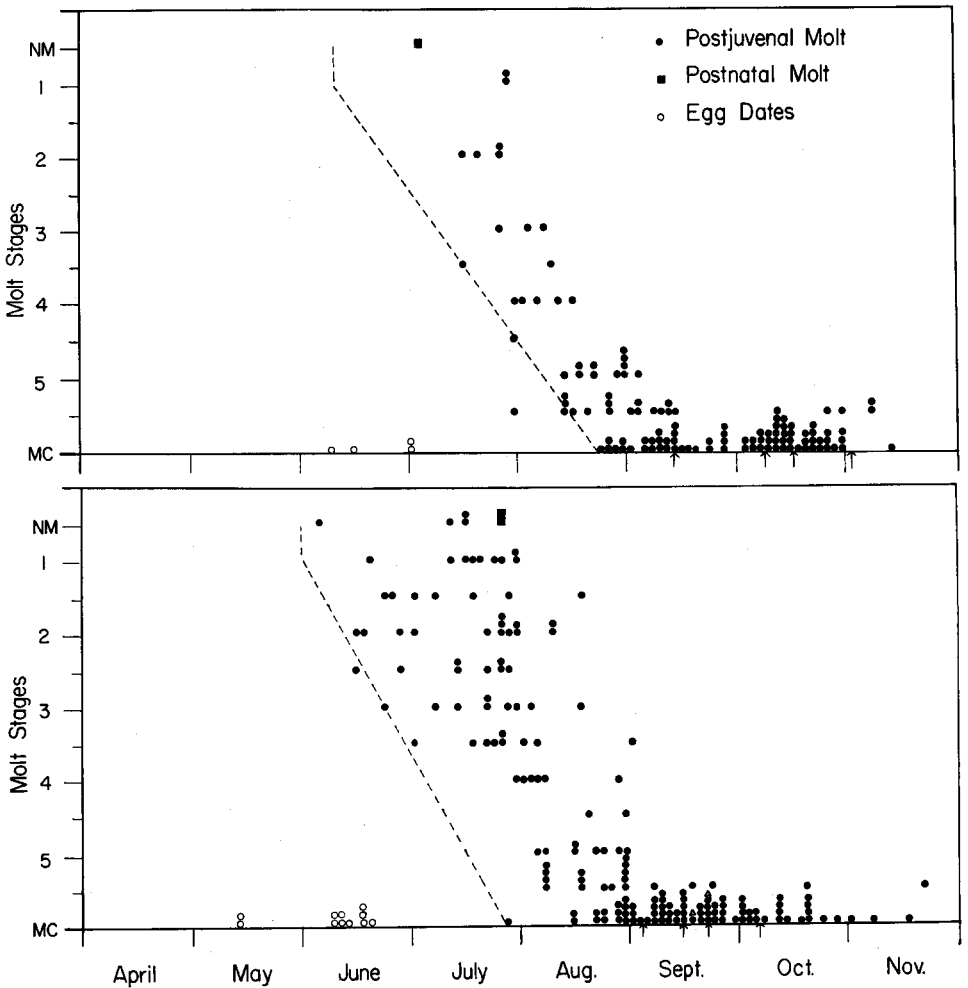 NM
1
2
3
4
5
MC
Molt Stages
Postjuvenal Molt
Postnatal Molt
Egg Dates
NM
1
2
3
4
5
MC
Molt Stages
April May June July Aug. Sept. Oct. Nov.